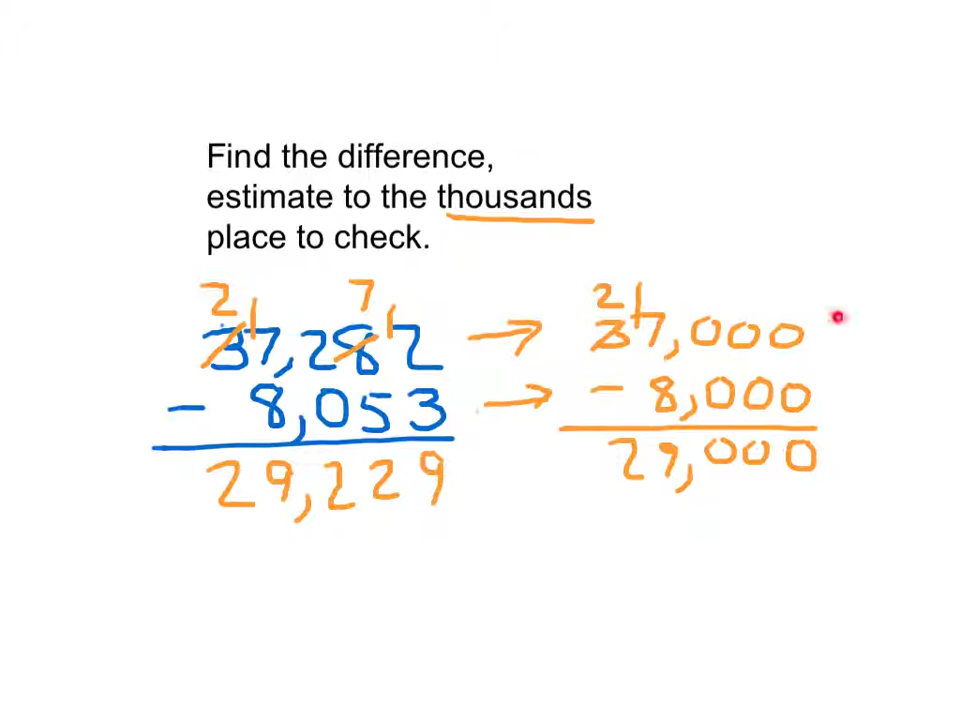 Find the difference,
estimate to the thousands
place to check.
2 1 7 1 2 1
37,282 → 37,000
- 8,053 → - 8,000
29,229 29,000